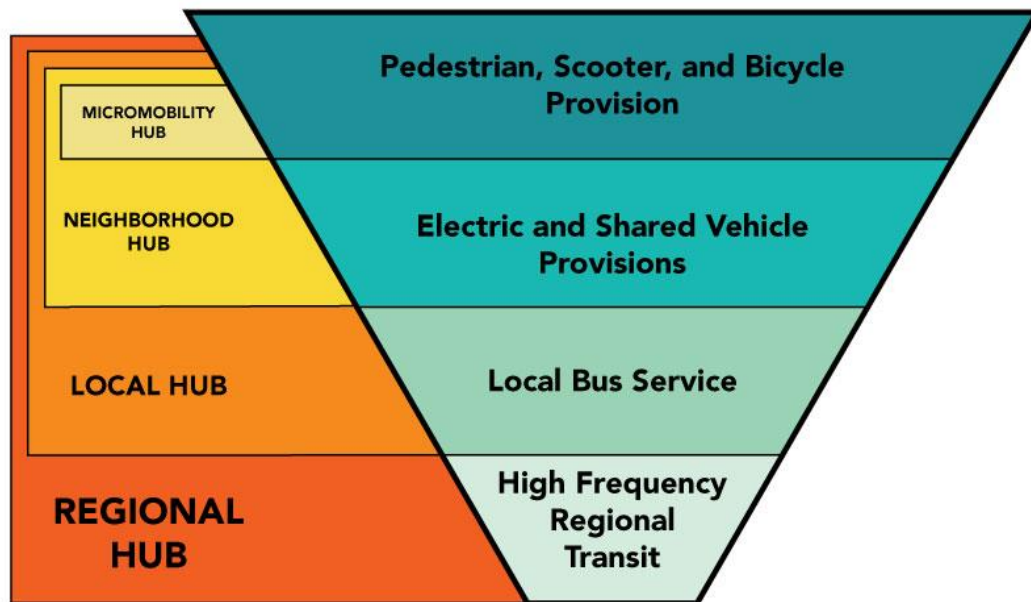 Pedestrian, Scooter, and Bicycle
Provision
MICROMOBILITY
HUB
NEIGHBORHOOD
HUB
Electric and Shared Vehicle
Provisions
LOCAL HUB
Local Bus Service
REGIONAL
HUB
High Frequency
Regional
Transit